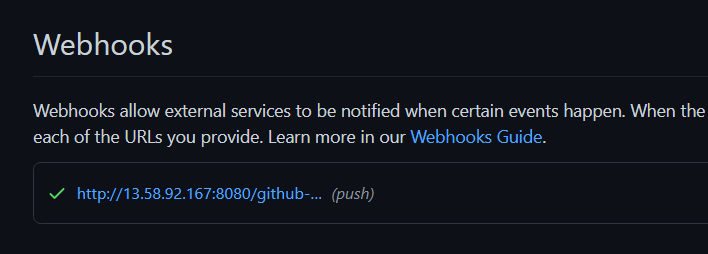 Webhooks
Webhooks allow external services to be notified when certain events happen. When the
each of the URLs you provide. Learn more in our Webhooks Guide.
http://13.58.92.167:8080/github-... (push)